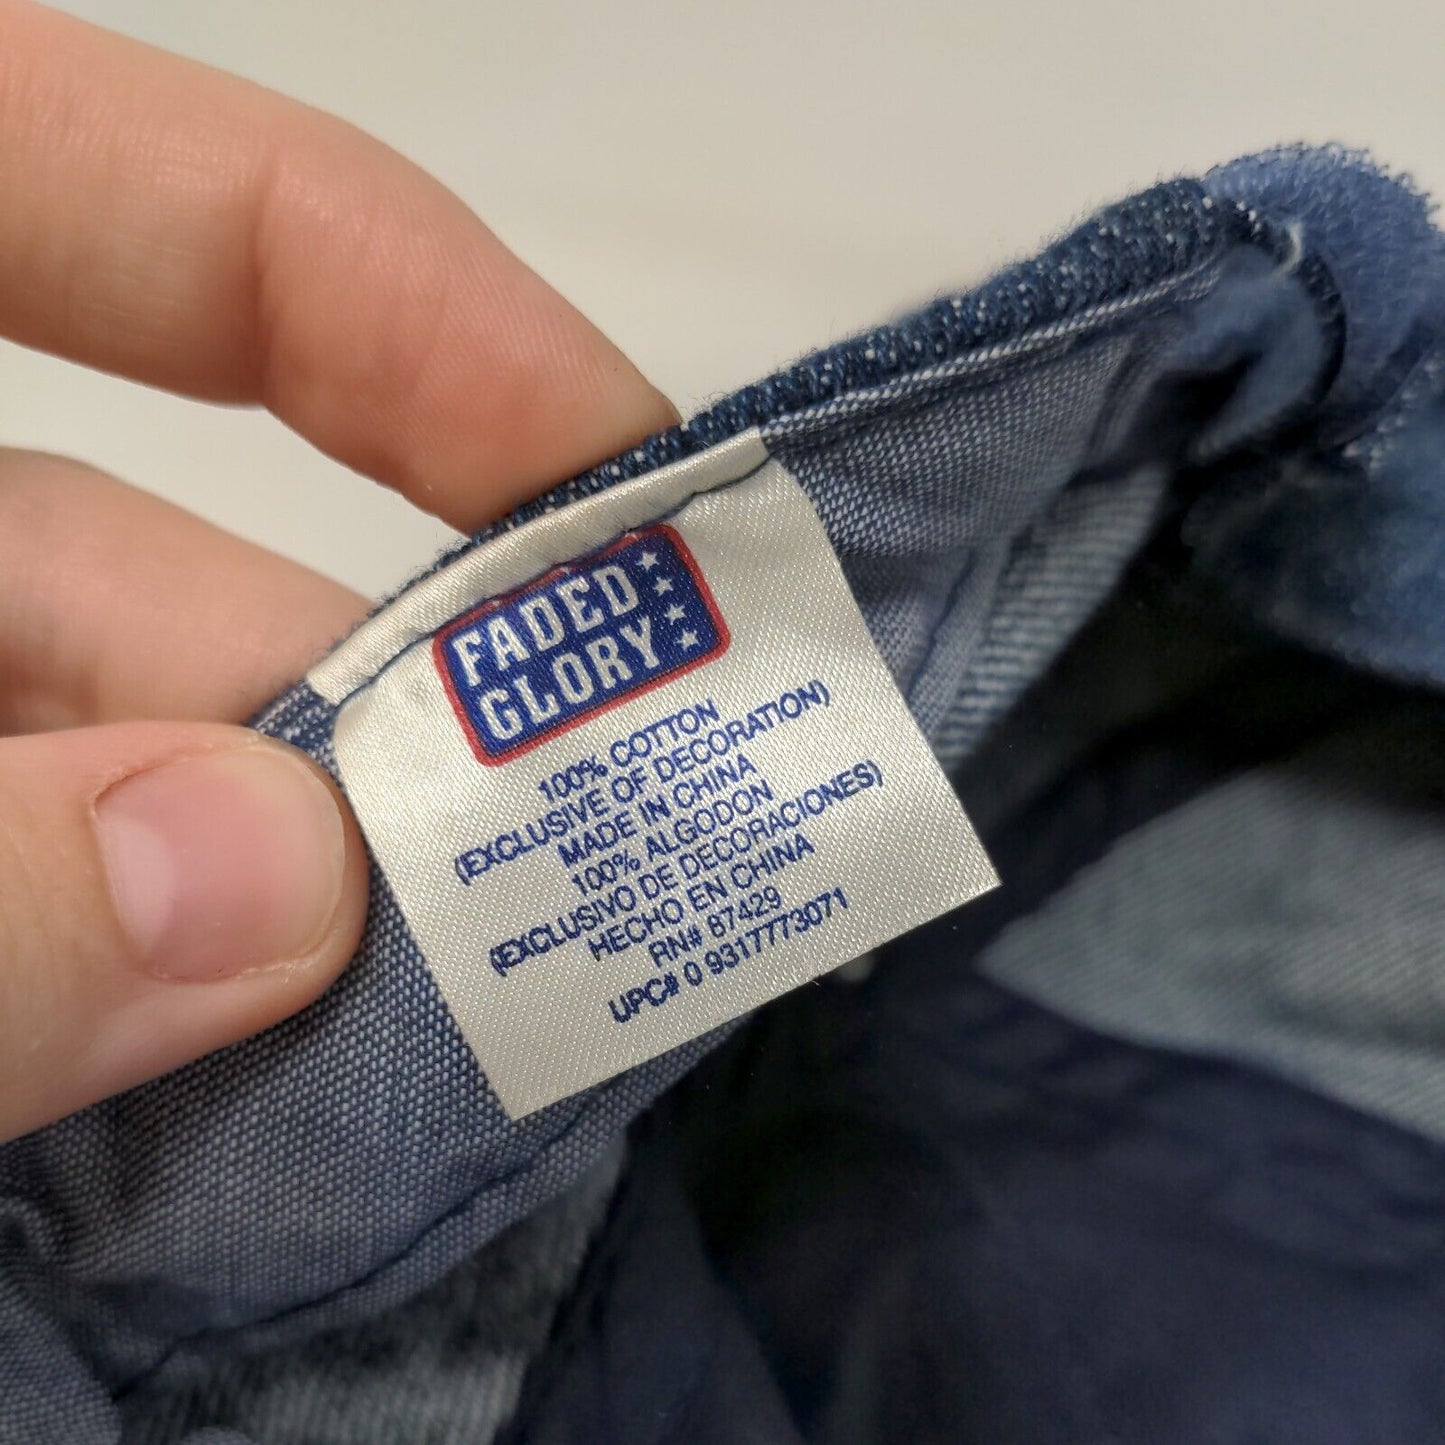 FADED
GLORY
100% COTTON
(EXCLUSIVE OF DECORATION)
MADE IN CHINA
100% ALGODON
(EXCLUSIVO DE DECORACIONES)
HECHO EN CHINA
RN# 87429
UPC# 0 9317773071